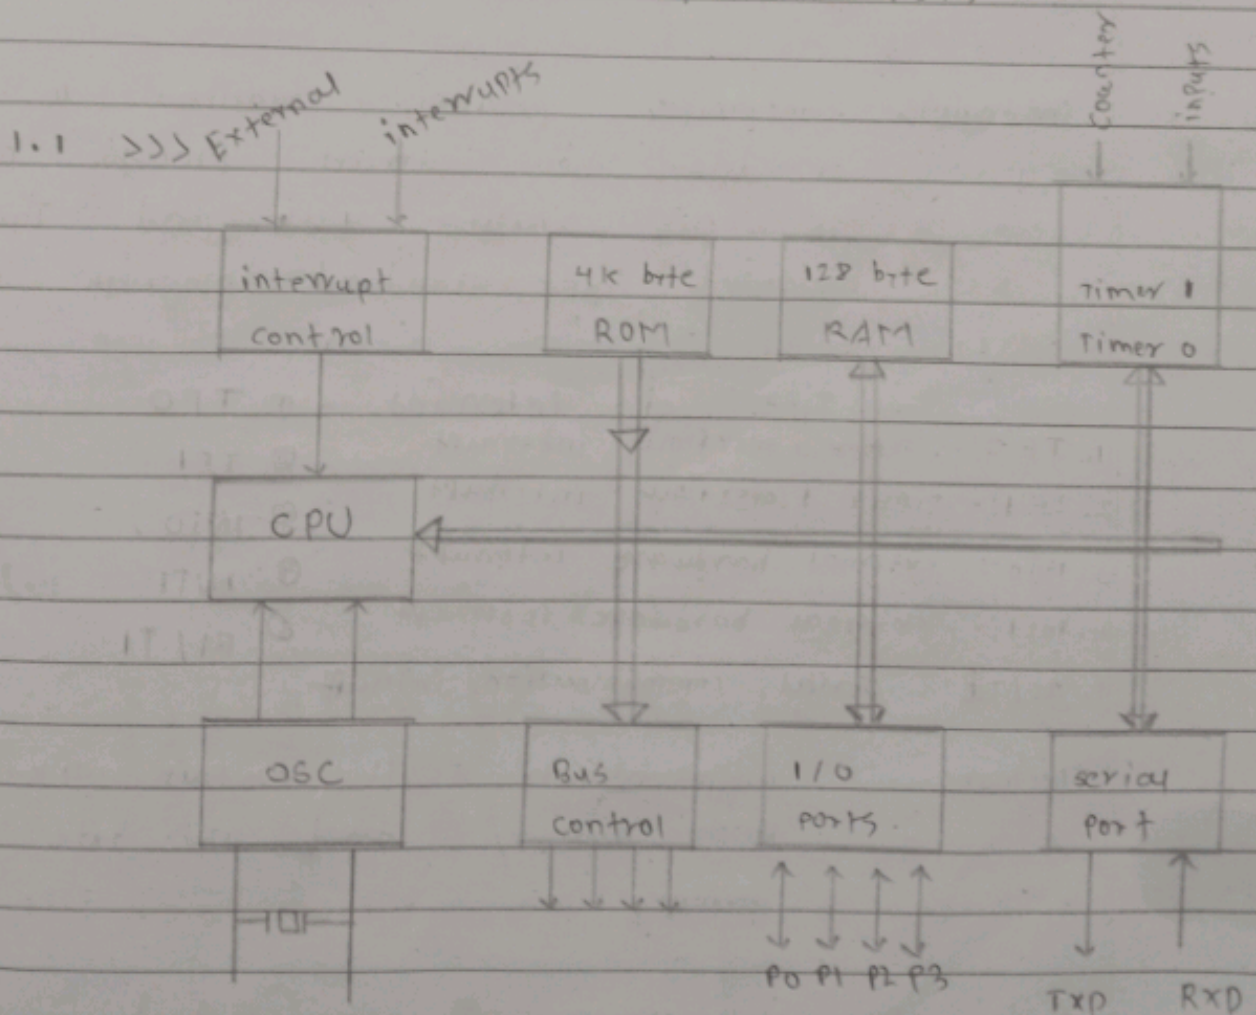 counter
inputs
1.1 >>> External interrupts
interrupt control
4K byte ROM
128 byte RAM
Timer 1
Timer 0
CPU
OSC
Bus control
I/O ports.
serial port
P0 P1 P2 P3
TXD RXD